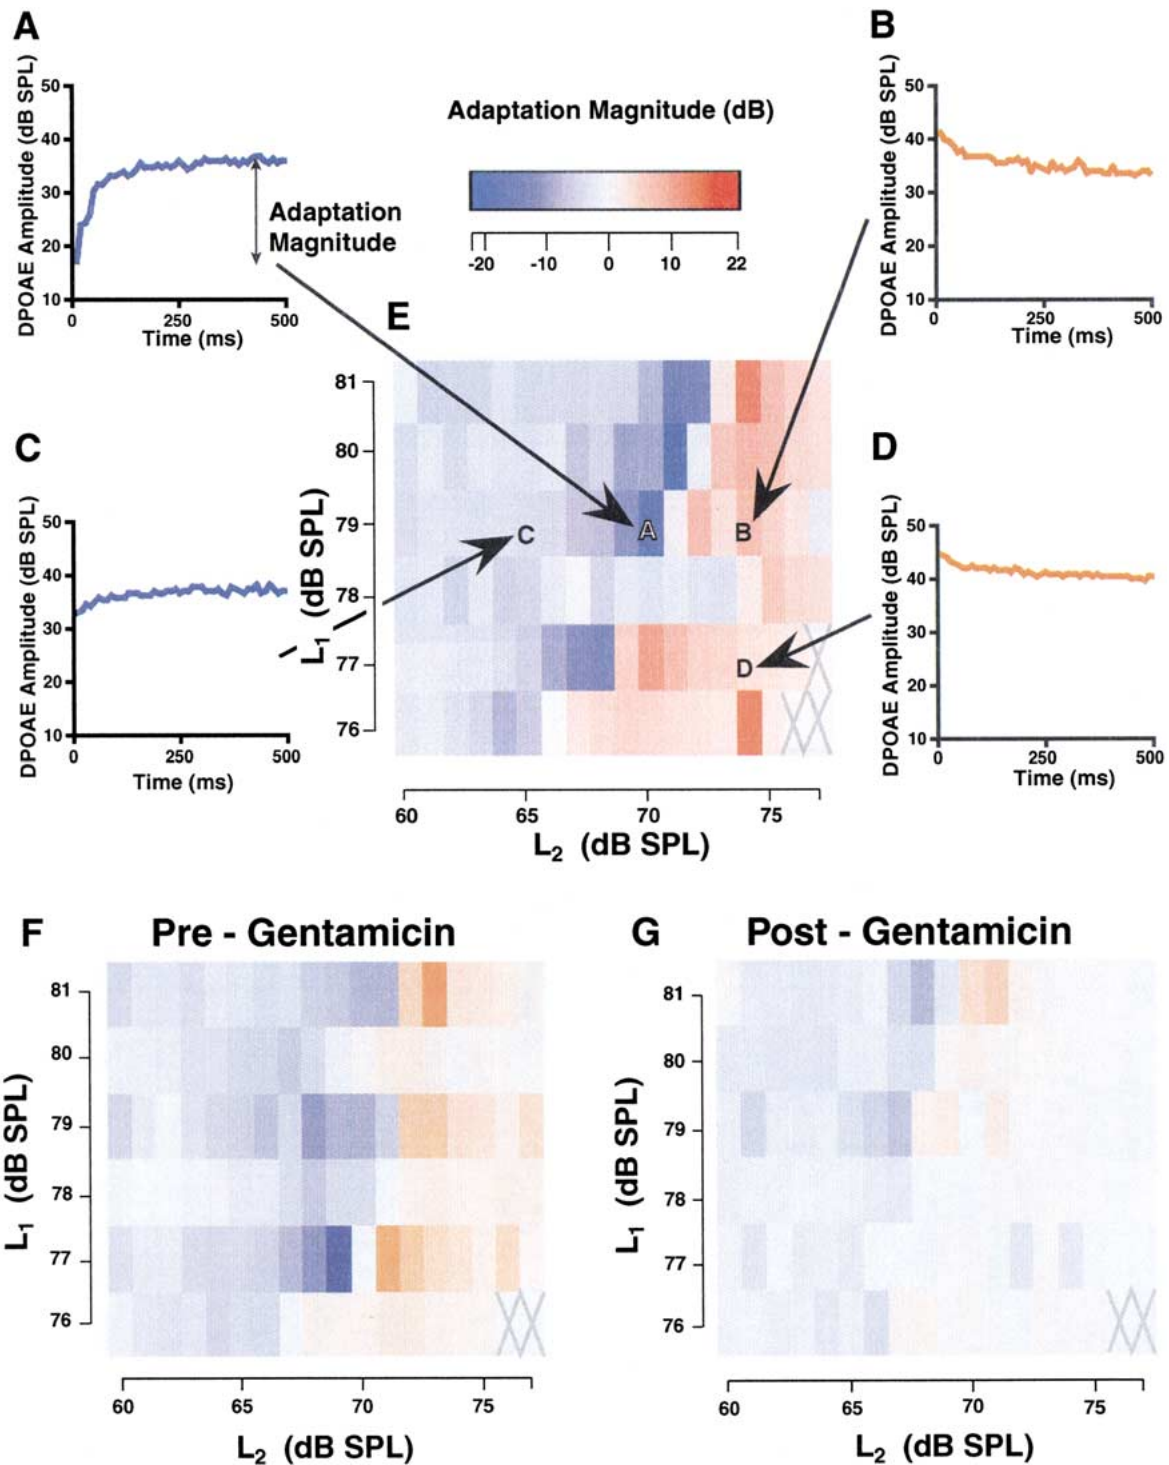 A
DPOAE Amplitude (dB SPL)
50
40
30
20
10
0
250
500
Time (ms)
Adaptation
Magnitude
Adaptation Magnitude (dB)
-20
-10
0
10
22
B
DPOAE Amplitude (dB SPL)
50
40
30
20
10
0
250
500
Time (ms)
C
DPOAE Amplitude (dB SPL)
50
40
30
20
10
0
250
500
Time (ms)
E
L1 (dB SPL)
81
80
79
78
77
76
C
A
B
D
60
65
70
75
L2 (dB SPL)
D
DPOAE Amplitude (dB SPL)
50
40
30
20
10
0
250
500
Time (ms)
F
Pre - Gentamicin
L1 (dB SPL)
81
80
79
78
77
76
60
65
70
75
L2 (dB SPL)
G
Post - Gentamicin
L1 (dB SPL)
81
80
79
78
77
76
60
65
70
75
L2 (dB SPL)